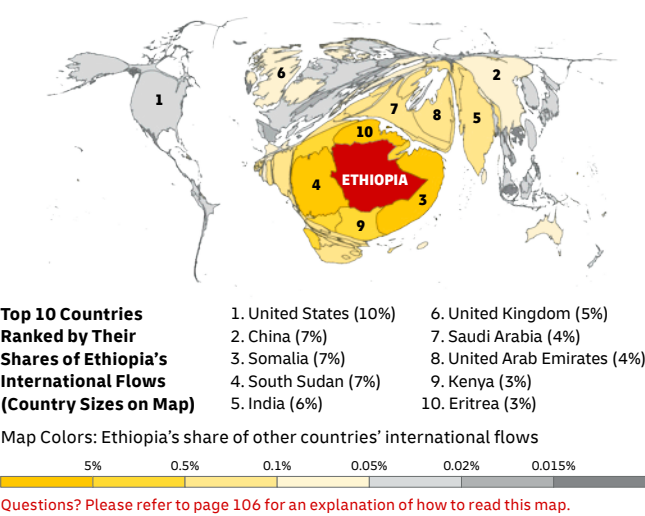 1
6
2
7
8
5
10
ETHIOPIA
4
3
9
Top 10 Countries
Ranked by Their
Shares of Ethiopia's
International Flows
(Country Sizes on Map)
1. United States (10%)
2. China (7%)
3. Somalia (7%)
4. South Sudan (7%)
5. India (6%)
6. United Kingdom (5%)
7. Saudi Arabia (4%)
8. United Arab Emirates (4%)
9. Kenya (3%)
10. Eritrea (3%)
Map Colors: Ethiopia's share of other countries' international flows
5% 0.5% 0.1% 0.05% 0.02% 0.015%
Questions? Please refer to page 106 for an explanation of how to read this map.